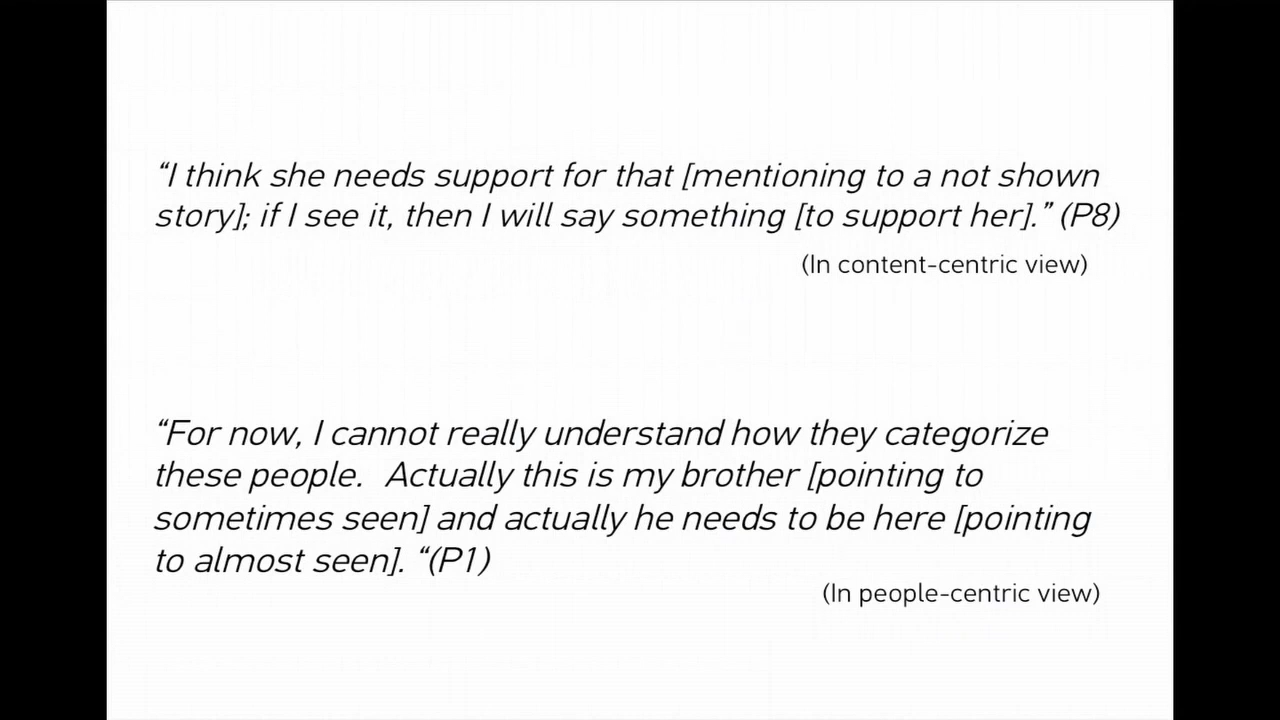 “I think she needs support for that [mentioning to a not shown
story]; if I see it, then I will say something [to support her].” (P8)
(In content-centric view)
“For now, I cannot really understand how they categorize
these people.  Actually this is my brother [pointing to
sometimes seen] and actually he needs to be here [pointing
to almost seen]. “(P1)
(In people-centric view)